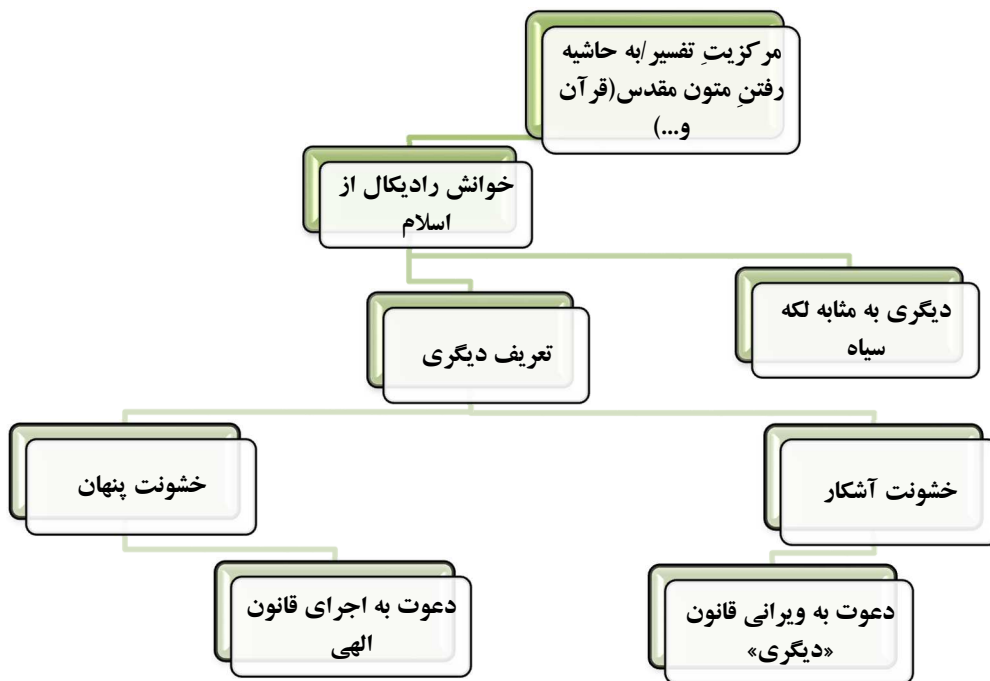 مرکزیتِ تفسیر/به حاشیه
رفتنِ متون مقدس(قرآن
و...)
خوانش رادیکال از
اسلام
دیگری به مثابه لکه
سیاه
تعریف دیگری
خشونت آشکار
خشونت پنهان
دعوت به ویرانی قانون
«دیگری»
دعوت به اجرای قانون
الهی